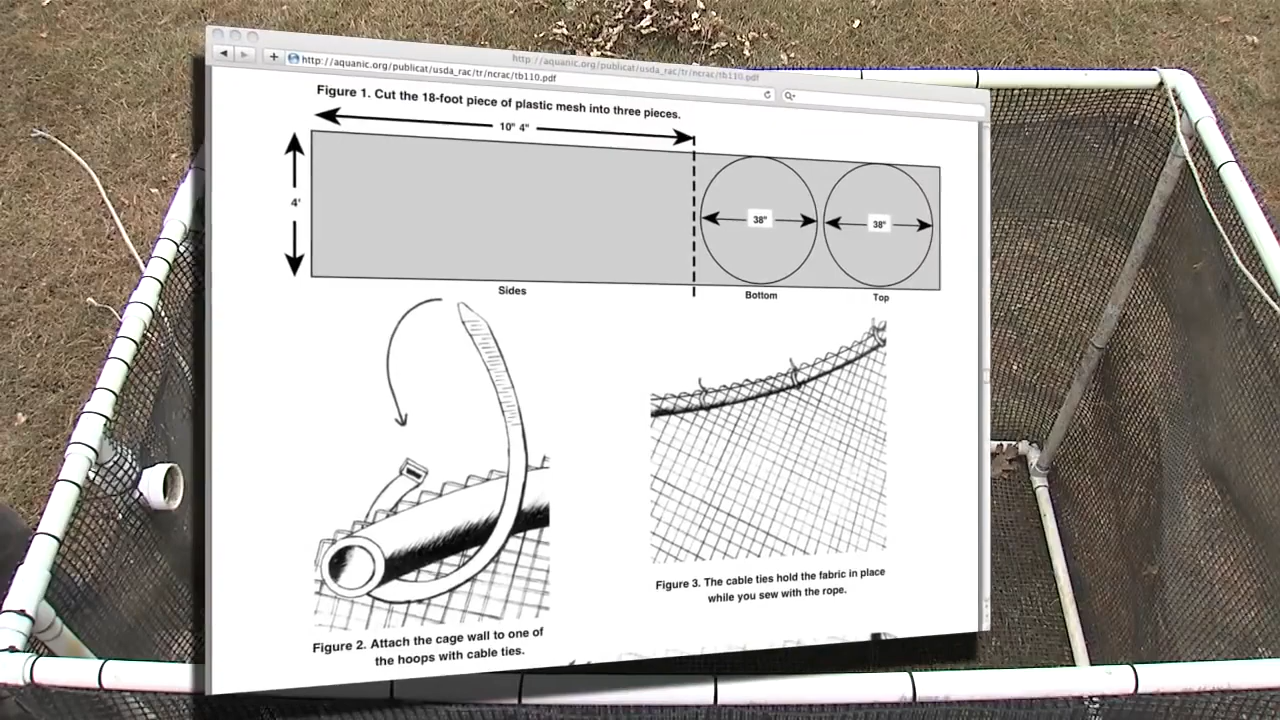 http://aquanic.org/publicat/usda_rac/tr/ncrac/tb110.pdf
http://aquanic.org/publicat/usda_rac/tr/ncrac/tb110.pdf
Figure 1. Cut the 18-foot piece of plastic mesh into three pieces.
10" 4"
4'
38"
38"
Sides
Bottom
Top
Figure 2. Attach the cage wall to one of
the hoops with cable ties.
Figure 3. The cable ties hold the fabric in place
while you sew with the rope.